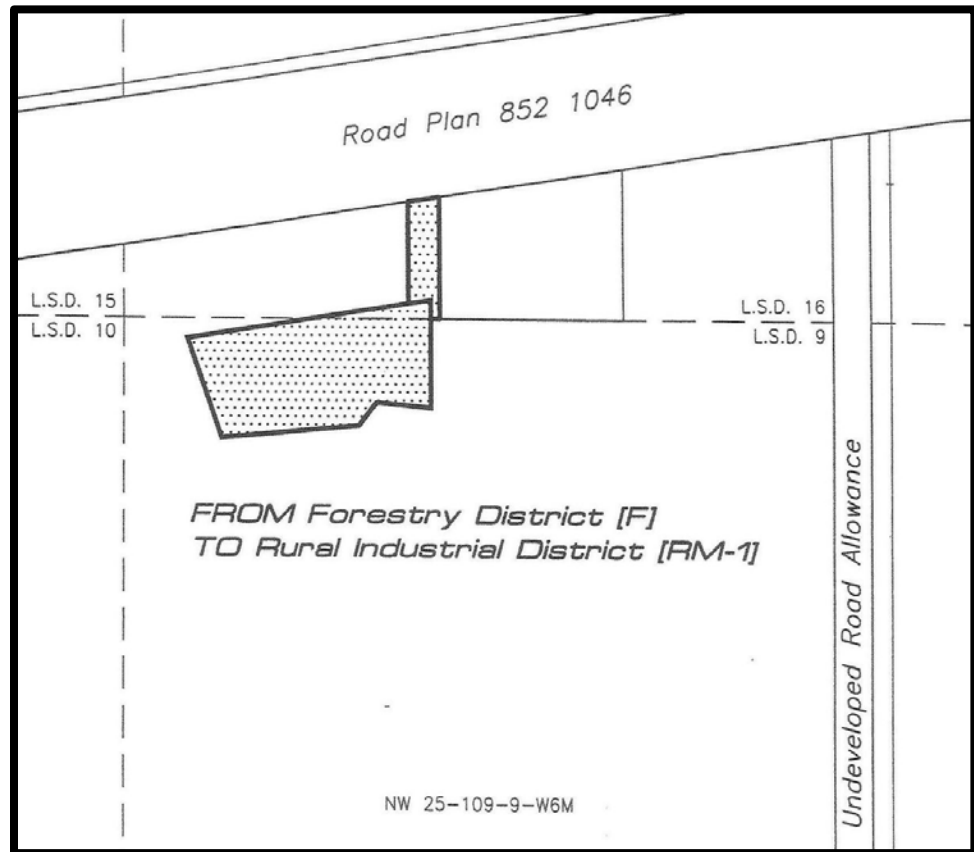 Road Plan 852 1046
L.S.D. 15
L.S.D. 10
L.S.D. 16
L.S.D. 9
FROM Forestry District [F]
TO Rural Industrial District [RM-1]
Undeveloped Road Allowance
NW 25-109-9-W6M